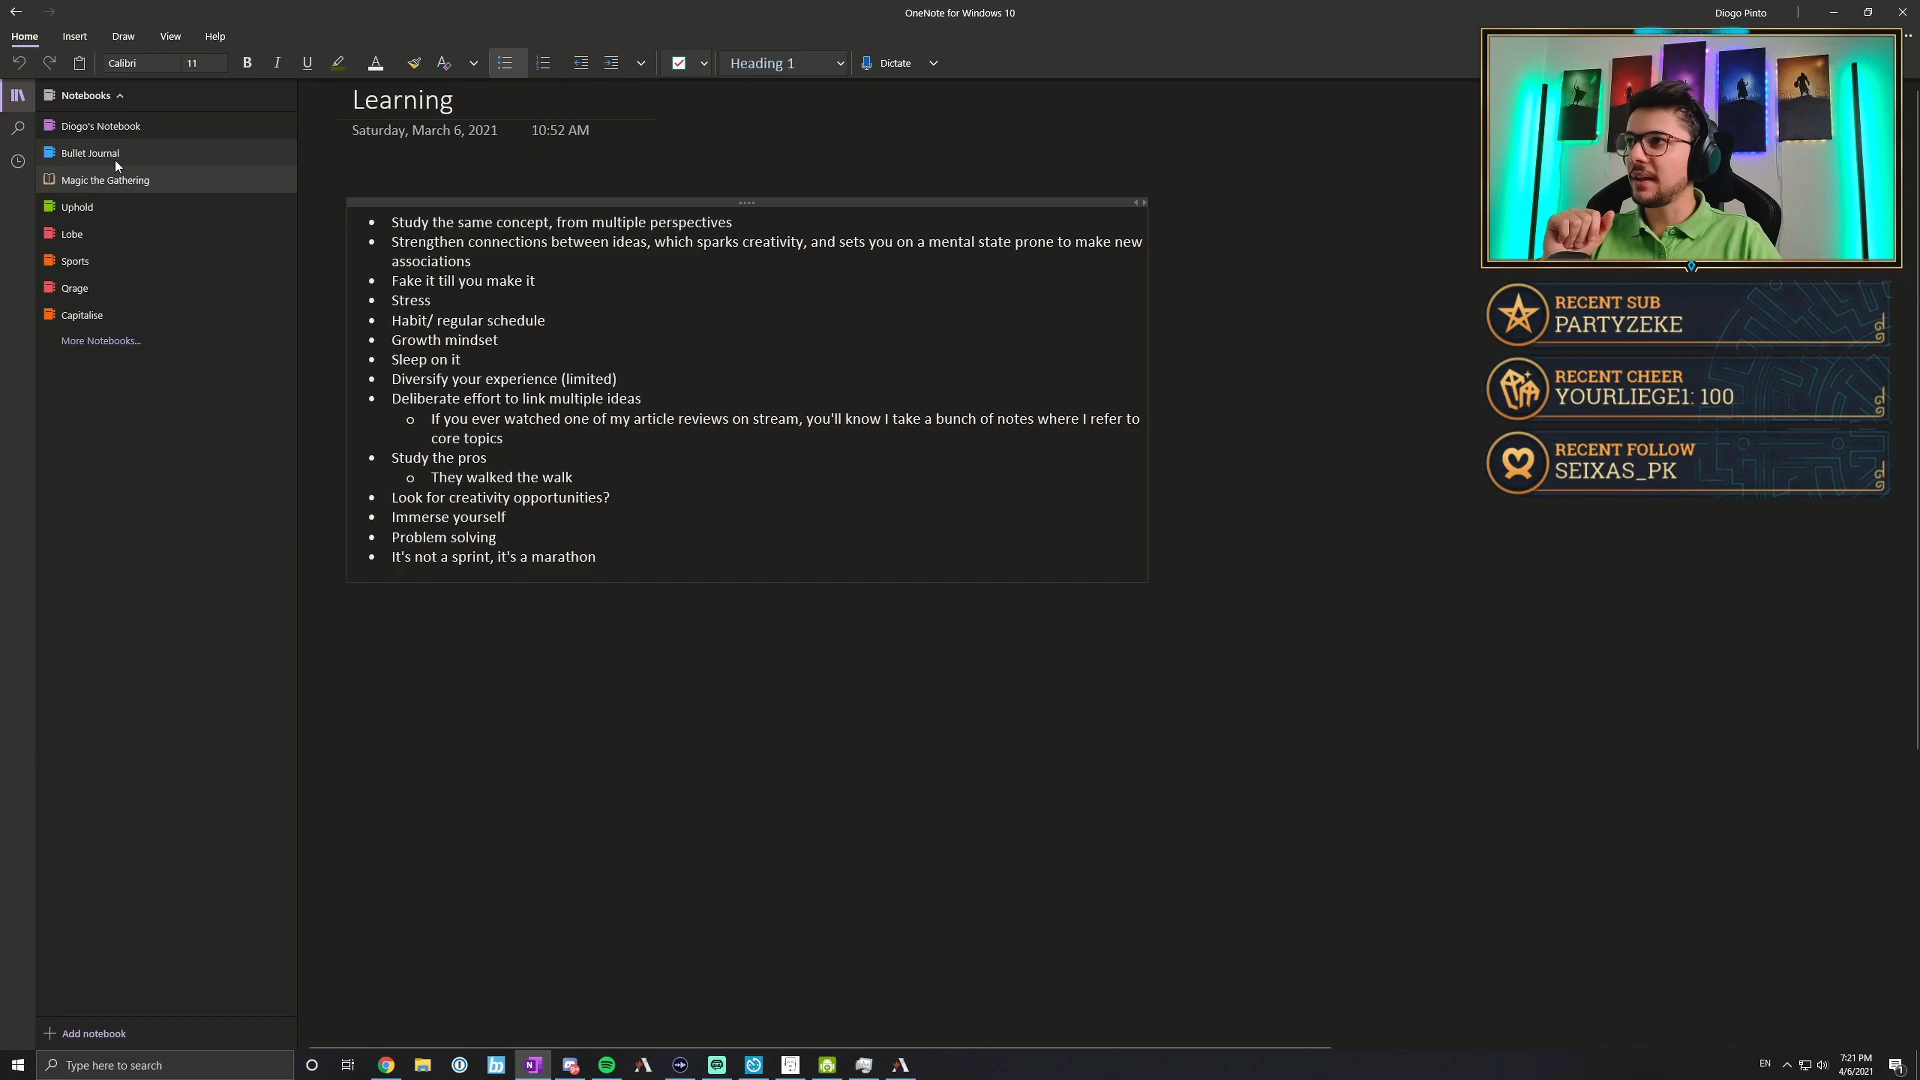 OneNote for Windows 10
Diogo Pinto
Home Insert Draw View Help
Calibri 11 B I U Heading 1 Dictate
Notebooks
Diogo's Notebook
Bullet Journal
Magic the Gathering
Uphold
Lobe
Sports
Qrage
Capitalise
More Notebooks...
Add notebook
Learning
Saturday, March 6, 2021 10:52 AM
• Study the same concept, from multiple perspectives
• Strengthen connections between ideas, which sparks creativity, and sets you on a mental state prone to make new
associations
• Fake it till you make it
• Stress
• Habit/ regular schedule
• Growth mindset
• Sleep on it
• Diversify your experience (limited)
• Deliberate effort to link multiple ideas
o If you ever watched one of my article reviews on stream, you'll know I take a bunch of notes where I refer to
core topics
• Study the pros
o They walked the walk
• Look for creativity opportunities?
• Immerse yourself
• Problem solving
• It's not a sprint, it's a marathon
RECENT SUB
PARTYZEKE
RECENT CHEER
YOURLIEGE1: 100
RECENT FOLLOW
SEIXAS_PK
Type here to search
EN
7:21 PM
4/6/2021